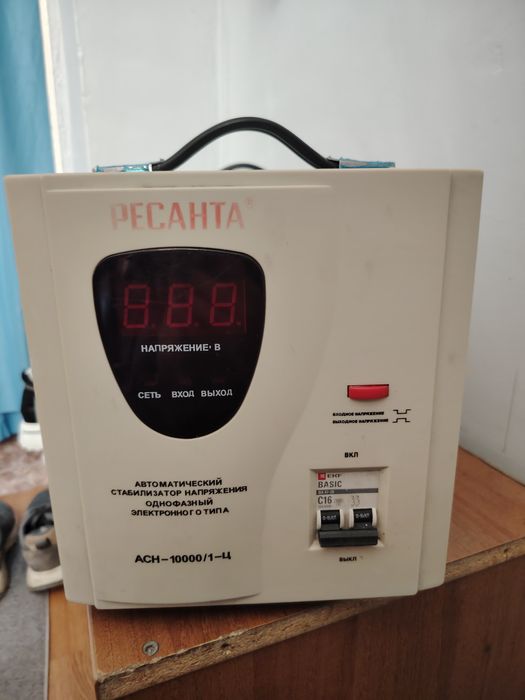 РЕСАНТА®
8.8.8.
НАПРЯЖЕНИЕ· В
СЕТЬ ВХОД ВЫХОД
ВХОДНОЕ НАПРЯЖЕНИЕ
ВЫХОДНОЕ НАПРЯЖЕНИЕ
ВКЛ
EKF
BASIC
C16
ВЫКЛ
АВТОМАТИЧЕСКИЙ
СТАБИЛИЗАТОР НАПРЯЖЕНИЯ
ОДНОФАЗНЫЙ
ЭЛЕКТРОННОГО ТИПА
АСН-10000/1-Ц